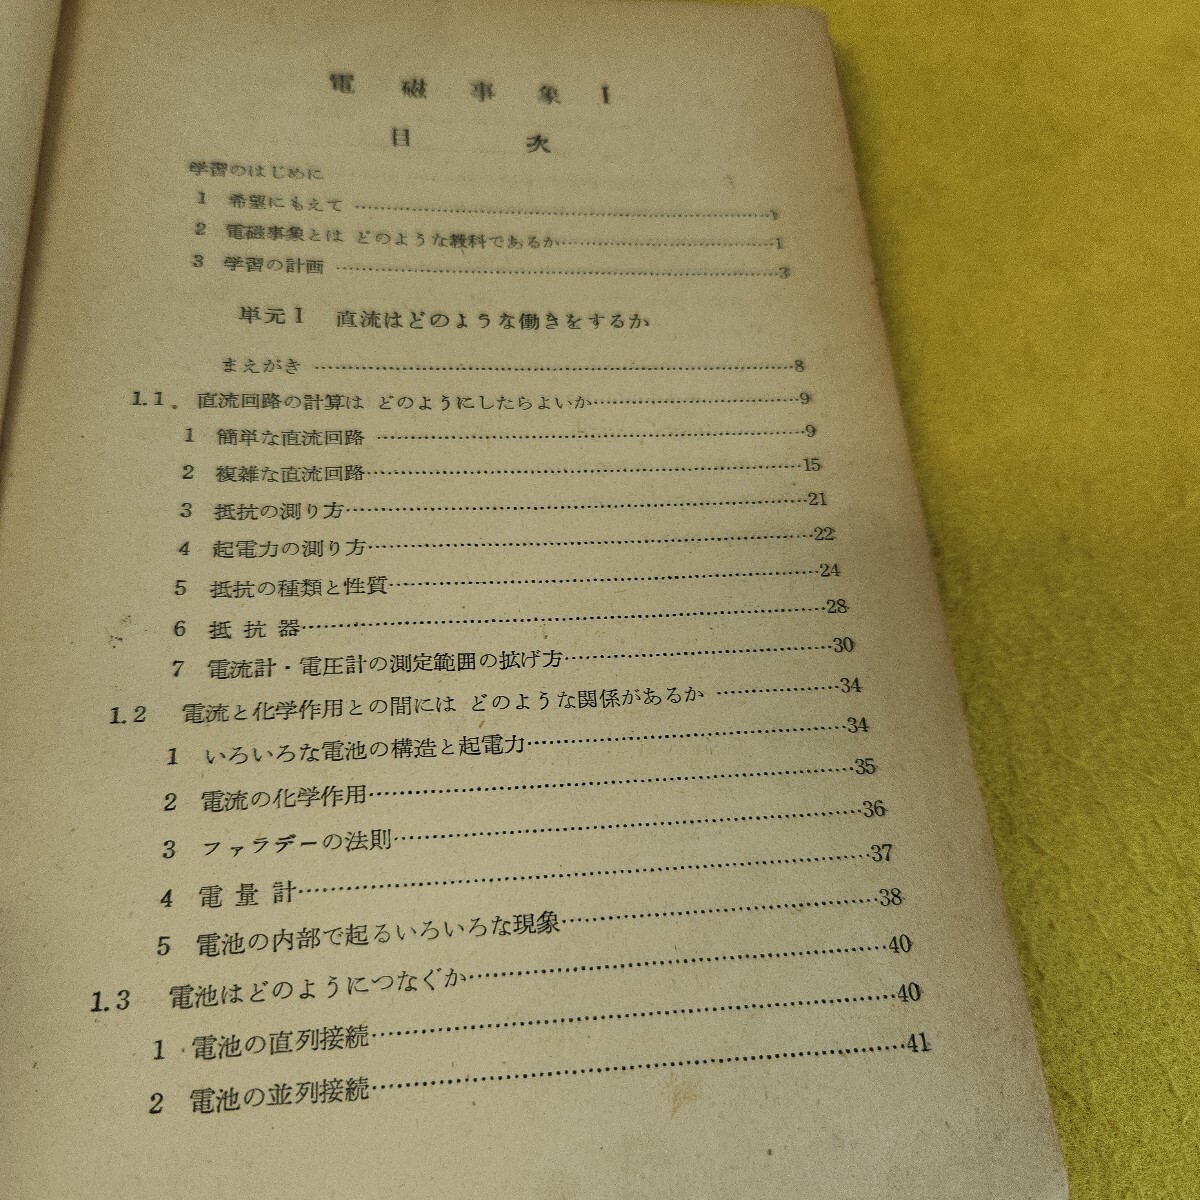 電磁事象 I
目次
学習のはじめに
1 希望にもえて……1
2 電磁事象とは どのような教科であるか……1
3 学習の計画……3
単元 I 直流はどのような働きをするか
まえがき……8
1.1. 直流回路の計算は どのようにしたらよいか……9
1 簡単な直流回路……9
2 複雑な直流回路……15
3 抵抗の測り方……21
4 起電力の測り方……22
5 抵抗の種類と性質……24
6 抵抗器……28
7 電流計・電圧計の測定範囲の拡げ方……30
1.2 電流と化学作用との間には どのような関係があるか……34
1 いろいろな電池の構造と起電力……34
2 電流の化学作用……35
3 ファラデーの法則……36
4 電量計……37
5 電池の内部で起るいろいろな現象……38
1.3 電池はどのようにつなぐか……40
1 電池の直列接続……40
2 電池の並列接続……41